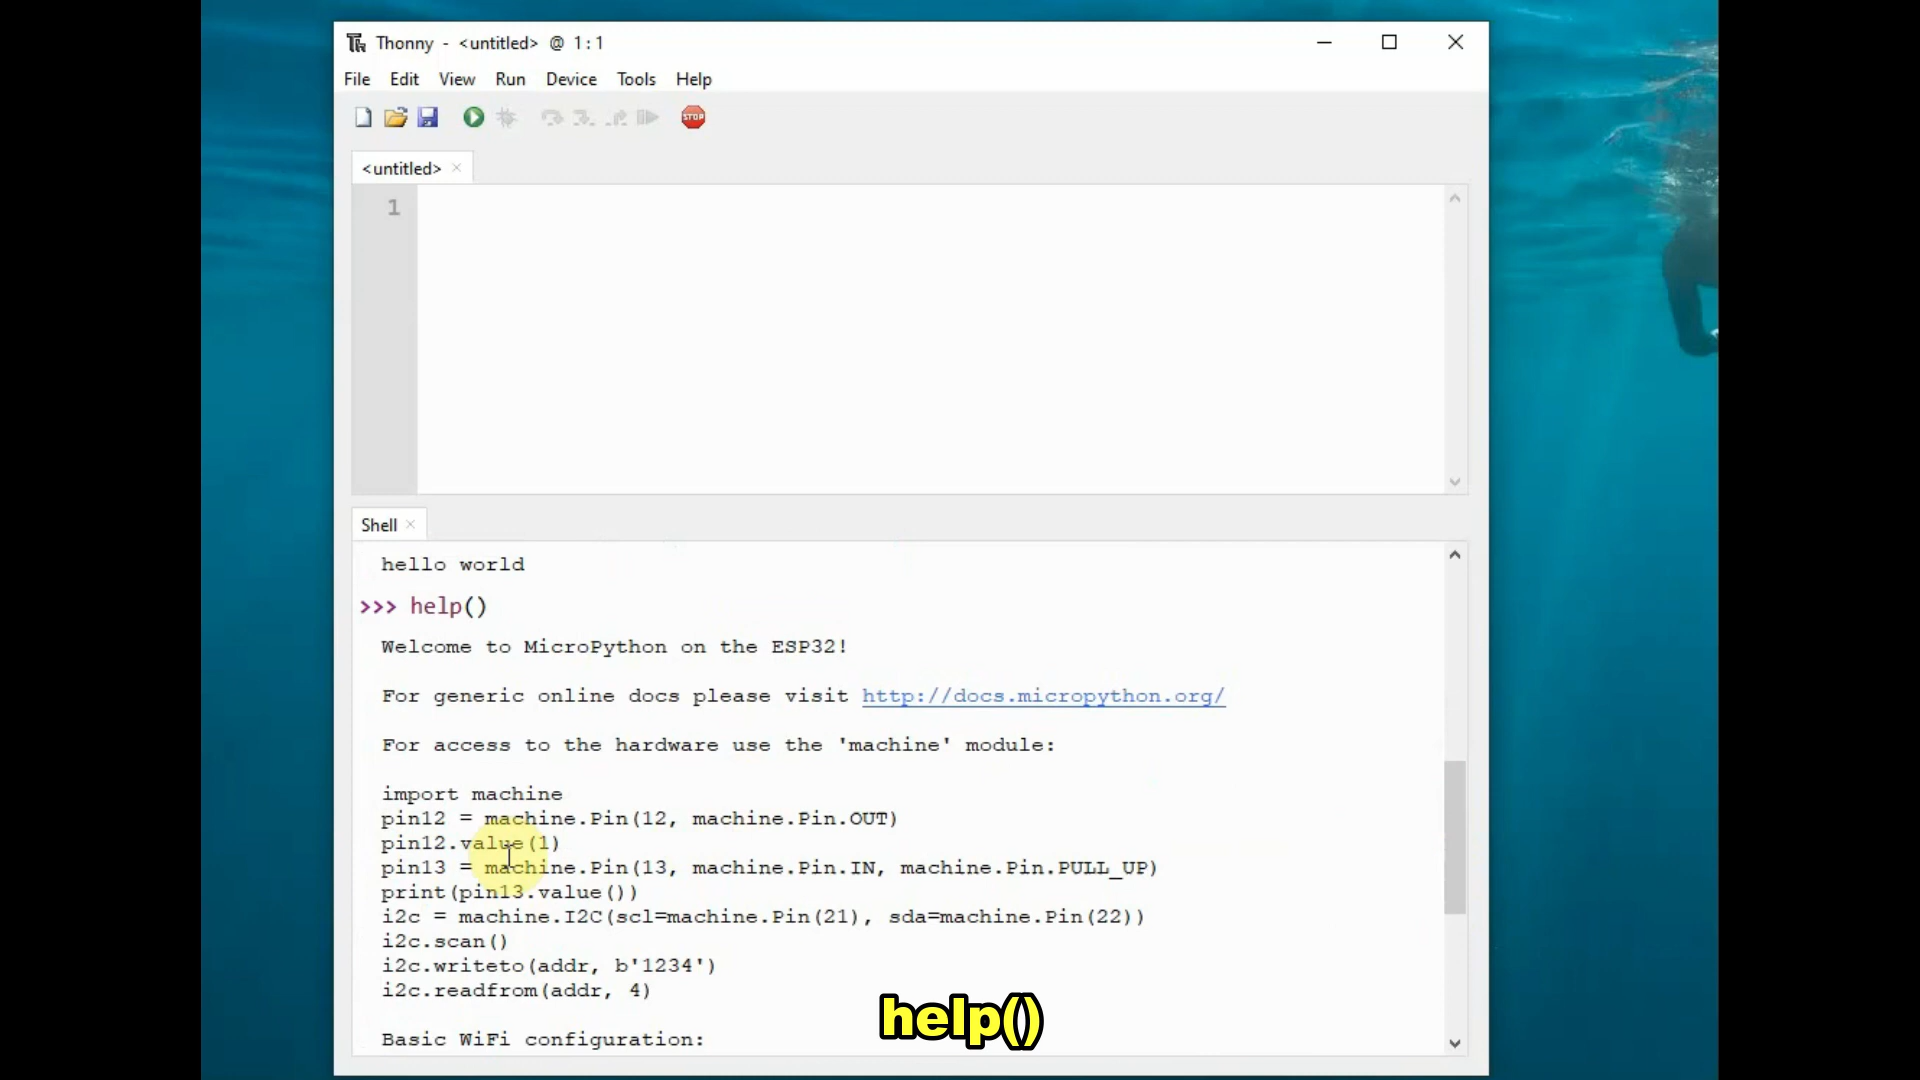 Thonny - <untitled> @ 1:1
File Edit View Run Device Tools Help
STOP
<untitled>
1
Shell
hello world
>>> help()
Welcome to MicroPython on the ESP32!
For generic online docs please visit http://docs.micropython.org/
For access to the hardware use the 'machine' module:
import machine
pin12 = machine.Pin(12, machine.Pin.OUT)
pin12.value(1)
pin13 = machine.Pin(13, machine.Pin.IN, machine.Pin.PULL_UP)
print(pin13.value())
i2c = machine.I2C(scl=machine.Pin(21), sda=machine.Pin(22))
i2c.scan()
i2c.writeto(addr, b'1234')
i2c.readfrom(addr, 4)
Basic WiFi configuration:
help()